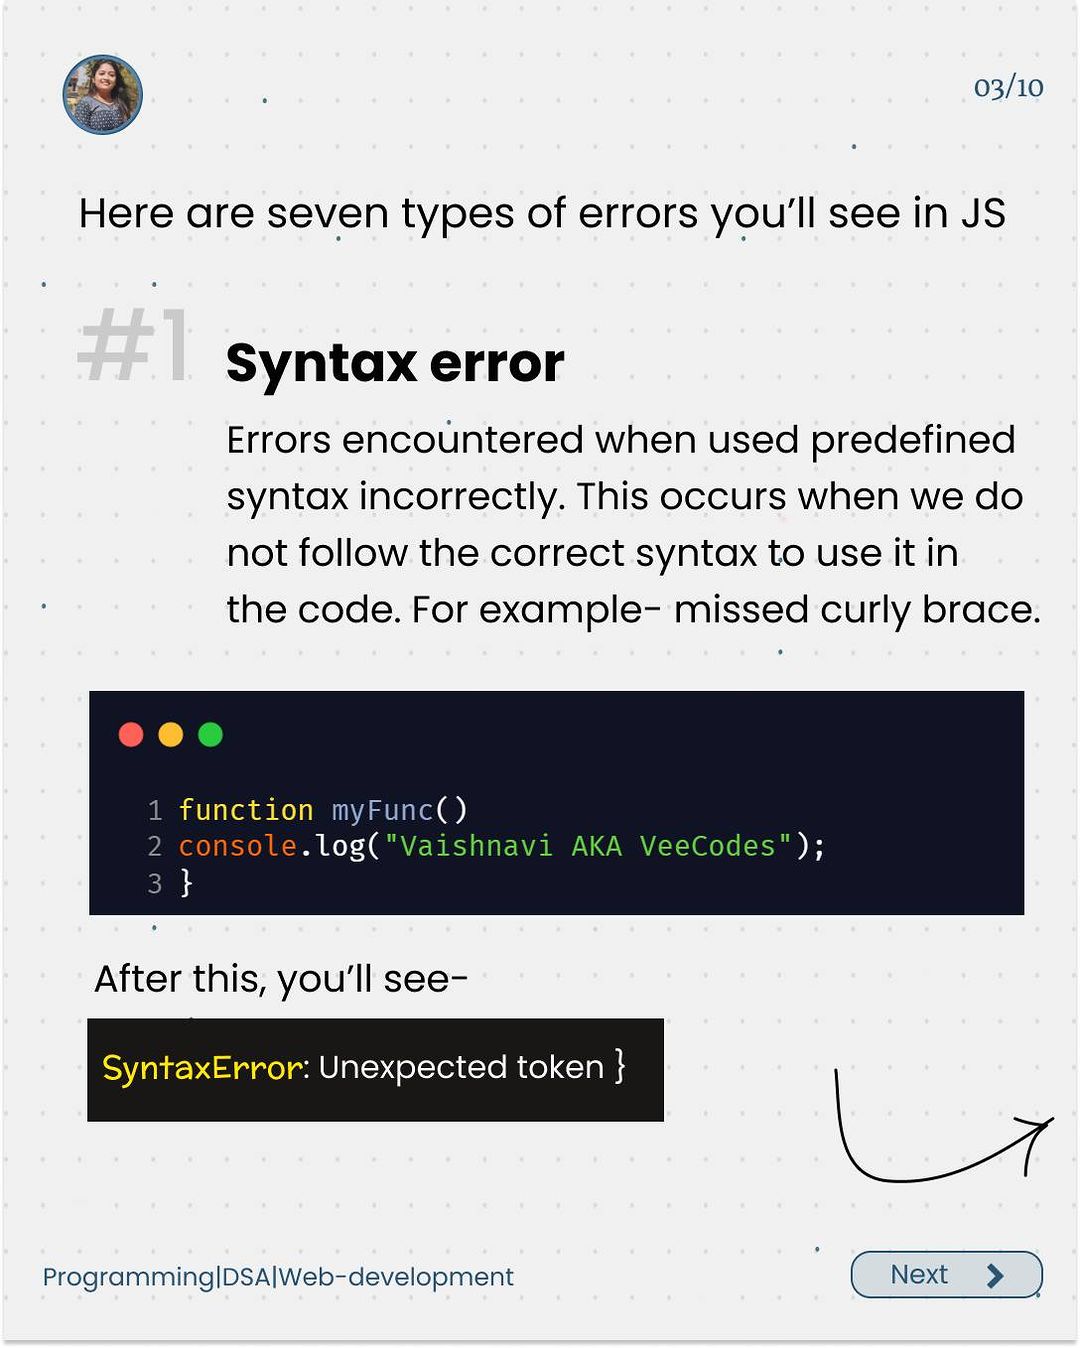 03/10
Here are seven types of errors you’ll see in JS
#1 Syntax error
Errors encountered when used predefined
syntax incorrectly. This occurs when we do
not follow the correct syntax to use it in
the code. For example- missed curly brace.
1 function myFunc()
2 console.log("Vaishnavi AKA VeeCodes");
3 }
After this, you’ll see-
SyntaxError: Unexpected token }
Programming|DSA|Web-development
Next